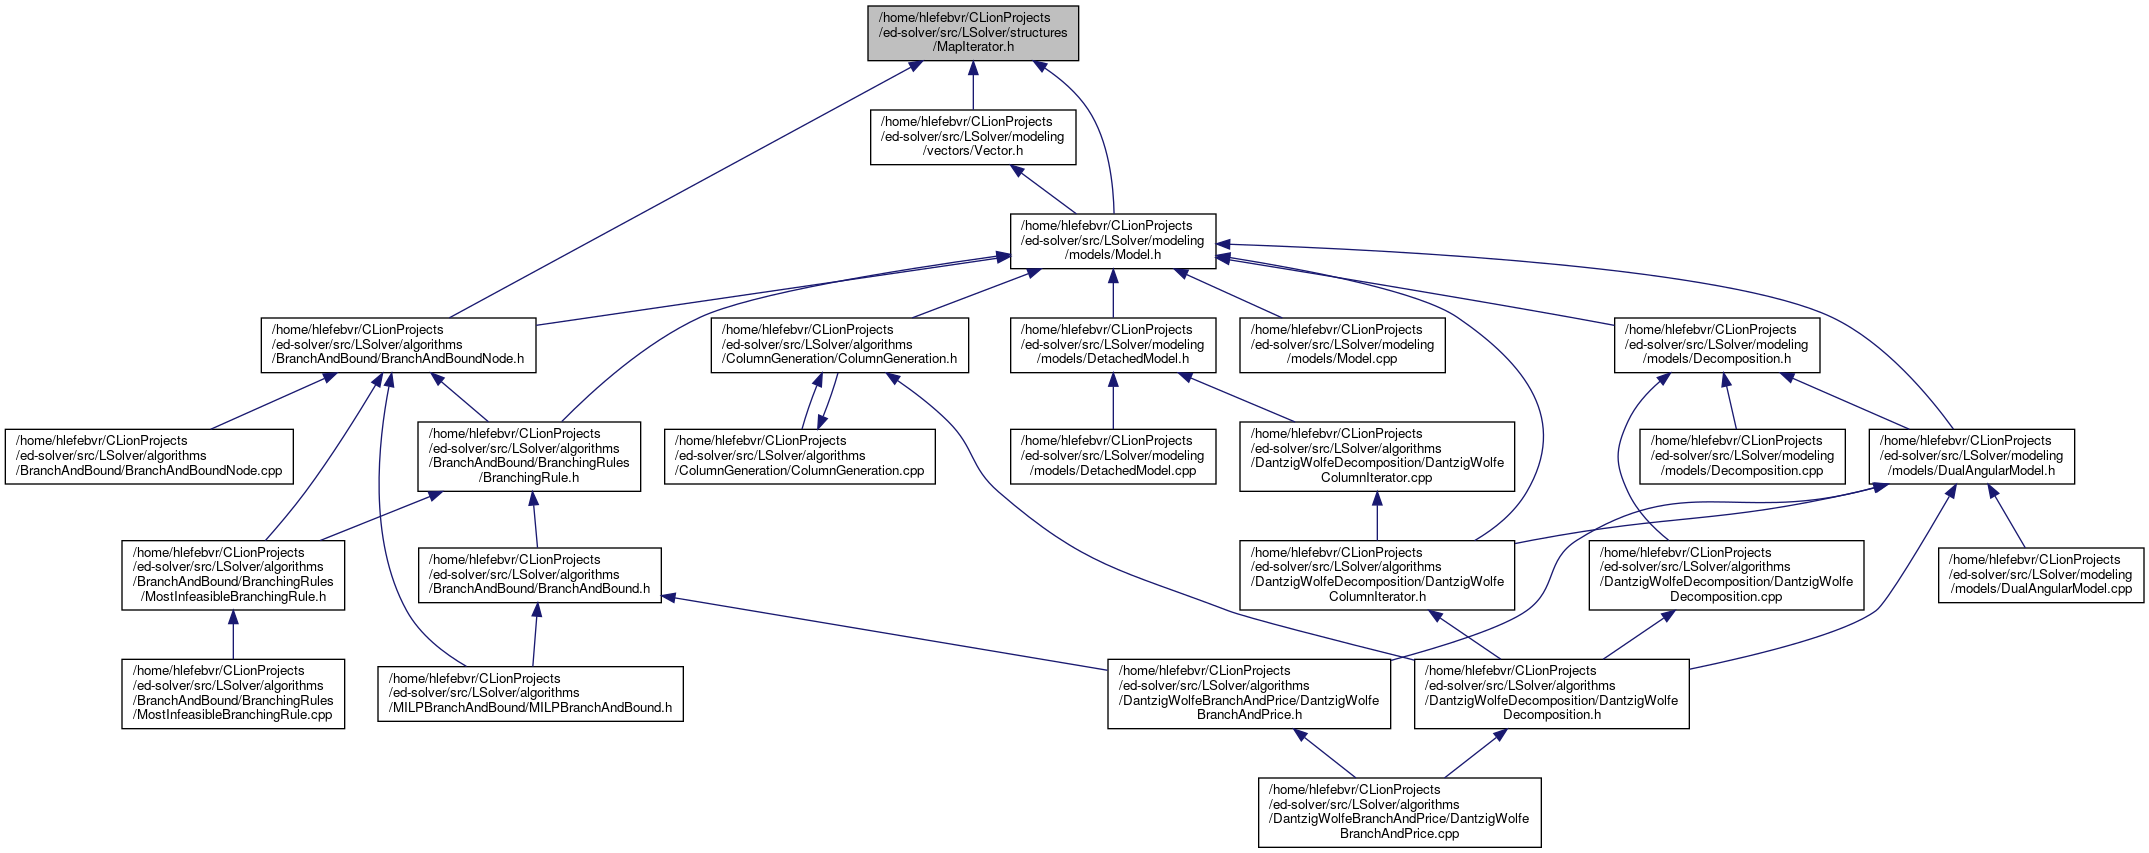 /home/hlefebvr/CLionProjects
/ed-solver/src/LSolver/structures
/MapIterator.h
/home/hlefebvr/CLionProjects
/ed-solver/src/LSolver/modeling
/vectors/Vector.h
/home/hlefebvr/CLionProjects
/ed-solver/src/LSolver/modeling
/models/Model.h
/home/hlefebvr/CLionProjects
/ed-solver/src/LSolver/algorithms
/BranchAndBound/BranchAndBoundNode.h
/home/hlefebvr/CLionProjects
/ed-solver/src/LSolver/algorithms
/ColumnGeneration/ColumnGeneration.h
/home/hlefebvr/CLionProjects
/ed-solver/src/LSolver/modeling
/models/DetachedModel.h
/home/hlefebvr/CLionProjects
/ed-solver/src/LSolver/modeling
/models/Model.cpp
/home/hlefebvr/CLionProjects
/ed-solver/src/LSolver/modeling
/models/Decomposition.h
/home/hlefebvr/CLionProjects
/ed-solver/src/LSolver/algorithms
/BranchAndBound/BranchAndBoundNode.cpp
/home/hlefebvr/CLionProjects
/ed-solver/src/LSolver/algorithms
/BranchAndBound/BranchingRules
/BranchingRule.h
/home/hlefebvr/CLionProjects
/ed-solver/src/LSolver/algorithms
/ColumnGeneration/ColumnGeneration.cpp
/home/hlefebvr/CLionProjects
/ed-solver/src/LSolver/modeling
/models/DetachedModel.cpp
/home/hlefebvr/CLionProjects
/ed-solver/src/LSolver/algorithms
/DantzigWolfeDecomposition/DantzigWolfe
ColumnIterator.cpp
/home/hlefebvr/CLionProjects
/ed-solver/src/LSolver/modeling
/models/Decomposition.cpp
/home/hlefebvr/CLionProjects
/ed-solver/src/LSolver/modeling
/models/DualAngularModel.h
/home/hlefebvr/CLionProjects
/ed-solver/src/LSolver/algorithms
/BranchAndBound/BranchingRules
/MostInfeasibleBranchingRule.h
/home/hlefebvr/CLionProjects
/ed-solver/src/LSolver/algorithms
/BranchAndBound/BranchAndBound.h
/home/hlefebvr/CLionProjects
/ed-solver/src/LSolver/algorithms
/DantzigWolfeDecomposition/DantzigWolfe
ColumnIterator.h
/home/hlefebvr/CLionProjects
/ed-solver/src/LSolver/algorithms
/DantzigWolfeDecomposition/DantzigWolfe
Decomposition.cpp
/home/hlefebvr/CLionProjects
/ed-solver/src/LSolver/modeling
/models/DualAngularModel.cpp
/home/hlefebvr/CLionProjects
/ed-solver/src/LSolver/algorithms
/BranchAndBound/BranchingRules
/MostInfeasibleBranchingRule.cpp
/home/hlefebvr/CLionProjects
/ed-solver/src/LSolver/algorithms
/MILPBranchAndBound/MILPBranchAndBound.h
/home/hlefebvr/CLionProjects
/ed-solver/src/LSolver/algorithms
/DantzigWolfeBranchAndPrice/DantzigWolfe
BranchAndPrice.h
/home/hlefebvr/CLionProjects
/ed-solver/src/LSolver/algorithms
/DantzigWolfeDecomposition/DantzigWolfe
Decomposition.h
/home/hlefebvr/CLionProjects
/ed-solver/src/LSolver/algorithms
/DantzigWolfeBranchAndPrice/DantzigWolfe
BranchAndPrice.cpp